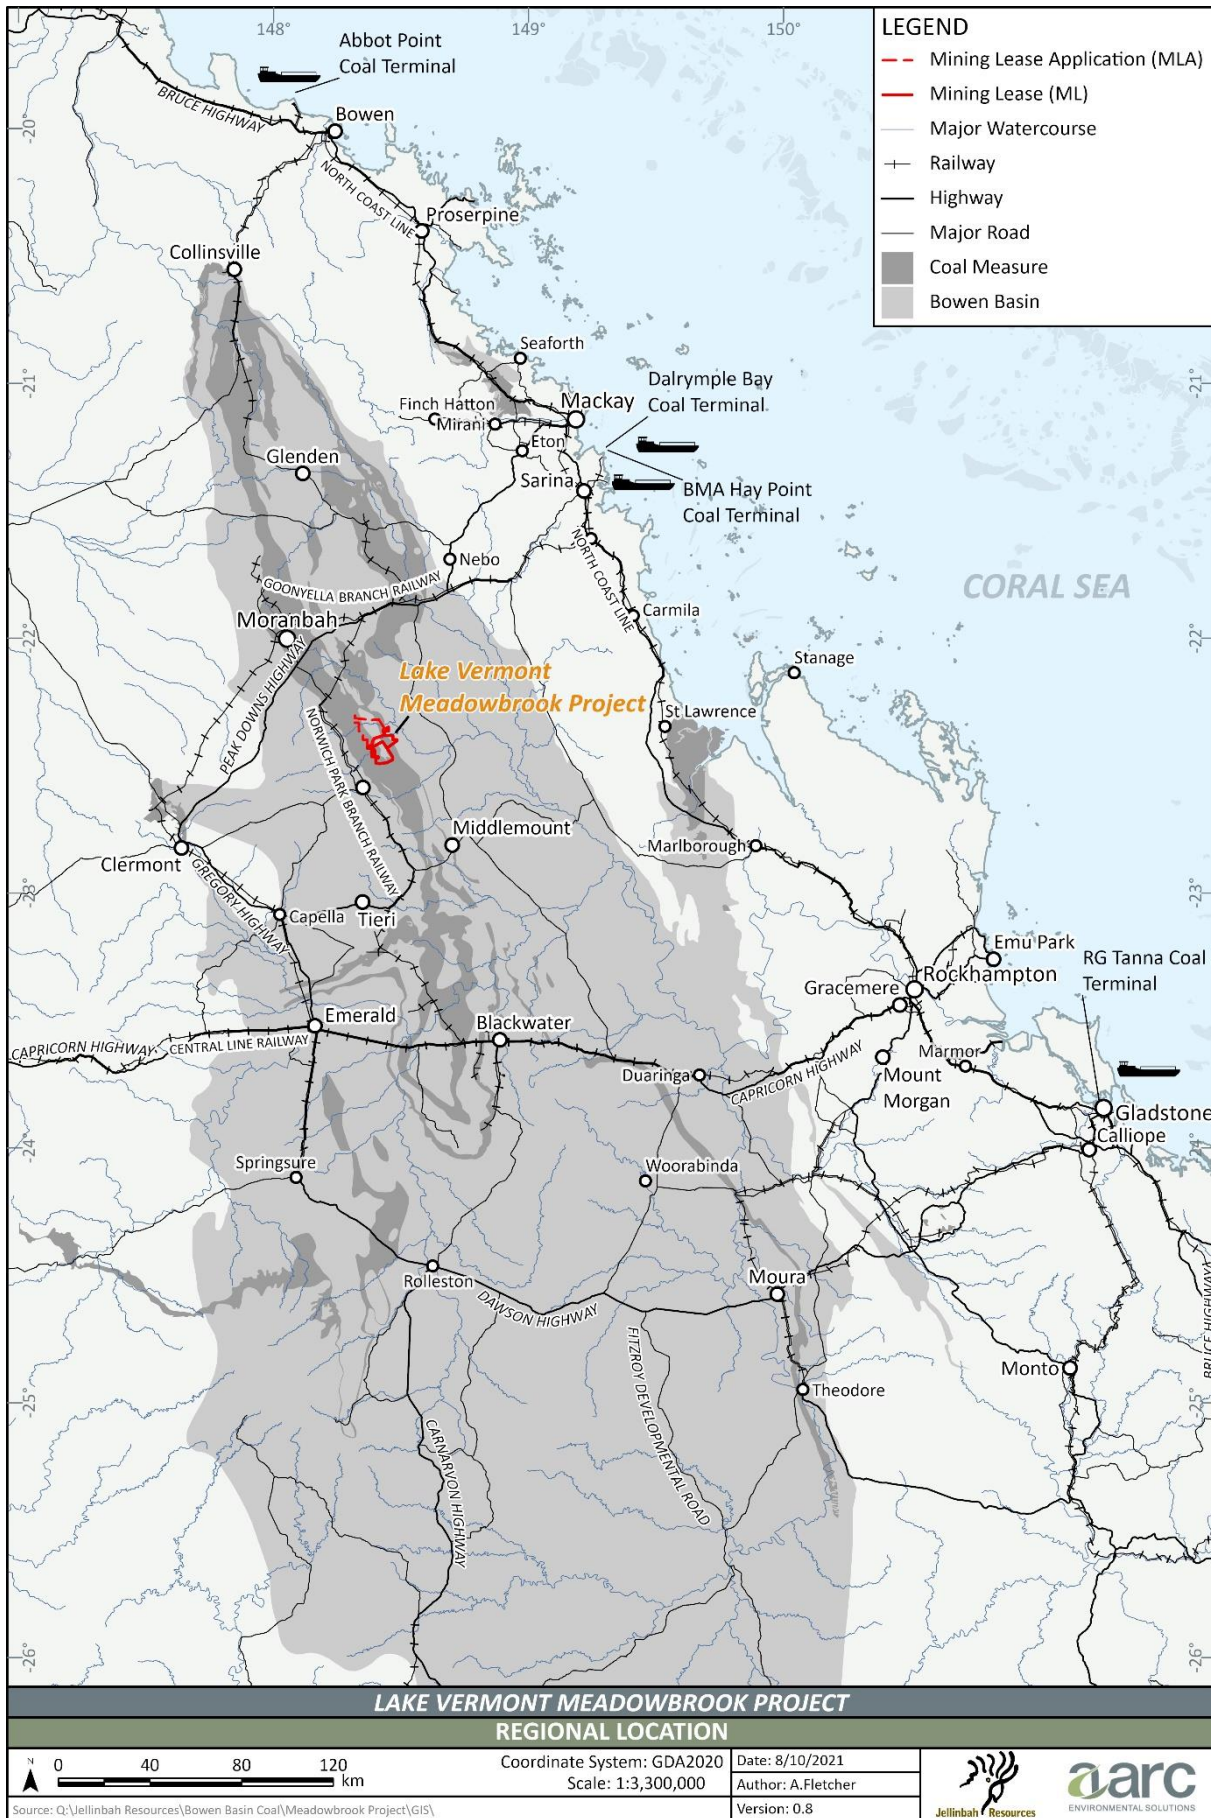 148°
149°
150°
LEGEND
Mining Lease Application (MLA)
Mining Lease (ML)
Major Watercourse
Railway
Highway
Major Road
Coal Measure
Bowen Basin
Abbot Point
Coal Terminal
BRUCE HIGHWAY
Bowen
-20°
NORTH COAST LINE
Proserpine
Collinsville
Seaforth
-21°
-21°
Dalrymple Bay
Coal Terminal
Finch Hatton
Mackay
Mirani
Eton
Glenden
Sarina
BMA Hay Point
Coal Terminal
NORTH COAST LINE
Nebo
GOONYELLA BRANCH RAILWAY
CORAL SEA
Carmila
Moranbah
-22°
-22°
Stanage
Lake Vermont
Meadowbrook Project
PEAK DOWNS HIGHWAY
St Lawrence
NORWICH PARK BRANCH RAILWAY
Middlemount
Marlborough
Clermont
GREGORY HIGHWAY
-23°
-23°
Capella
Tieri
Emu Park
RG Tanna Coal
Terminal
Rockhampton
Gracemere
Emerald
Blackwater
CAPRICORN HIGHWAY
CENTRAL LINE RAILWAY
Marmor
Duaringa
CAPRICORN HIGHWAY
Mount
Morgan
Gladstone
Calliope
-24°
-24°
Springsure
Woorabinda
Rolleston
Moura
DAWSON HIGHWAY
FITZROY DEVELOPMENTAL ROAD
BRUCE HIGHWAY
Monto
Theodore
-25°
-25°
CARNARVON HIGHWAY
-26°
-26°
LAKE VERMONT MEADOWBROOK PROJECT
REGIONAL LOCATION
N
0 40 80 120
km
Coordinate System: GDA2020
Scale: 1:3,300,000
Date: 8/10/2021
Author: A.Fletcher
Version: 0.8
Source: Q:\Jellinbah Resources\Bowen Basin Coal\Meadowbrook Project\GIS\
Jellinbah Resources
aarc
ENVIRONMENTAL SOLUTIONS